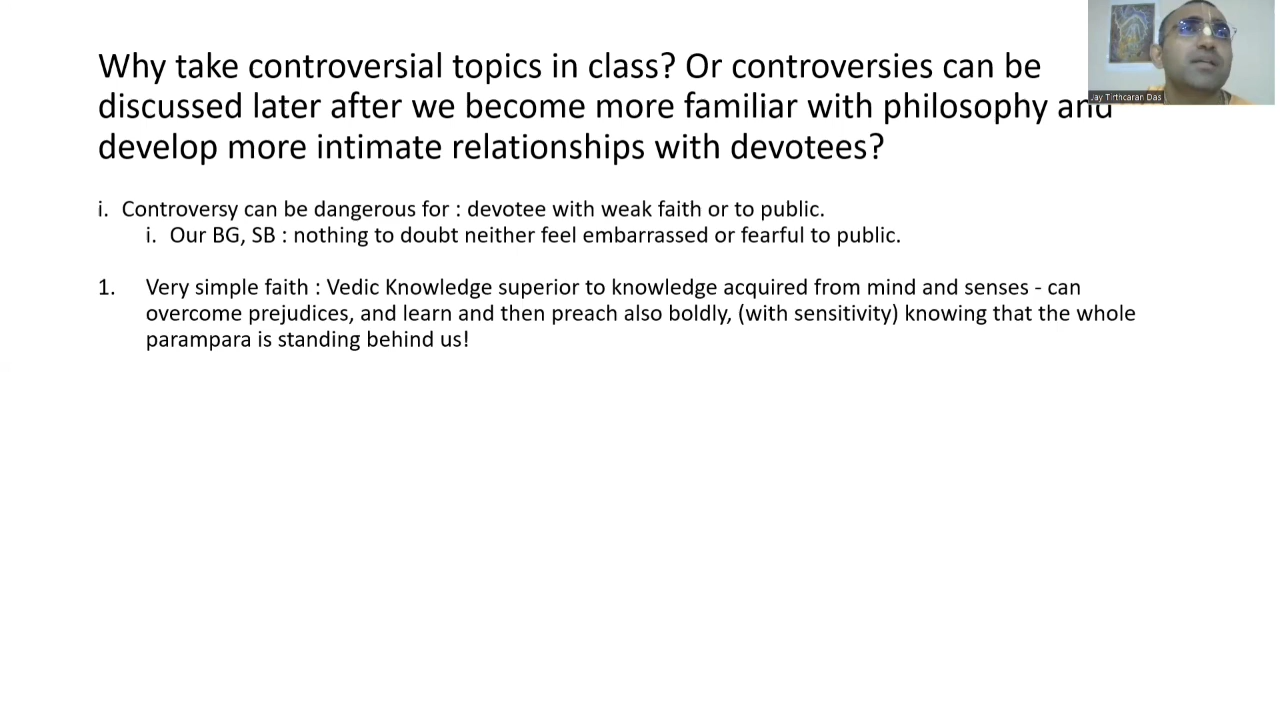 Why take controversial topics in class? Or controversies can be
discussed later after we become more familiar with philosophy and
develop more intimate relationships with devotees?
Jay Tirthcaran Das
i. Controversy can be dangerous for : devotee with weak faith or to public.
i. Our BG, SB : nothing to doubt neither feel embarrassed or fearful to public.
1. Very simple faith : Vedic Knowledge superior to knowledge acquired from mind and senses - can
overcome prejudices, and learn and then preach also boldly, (with sensitivity) knowing that the whole
parampara is standing behind us!